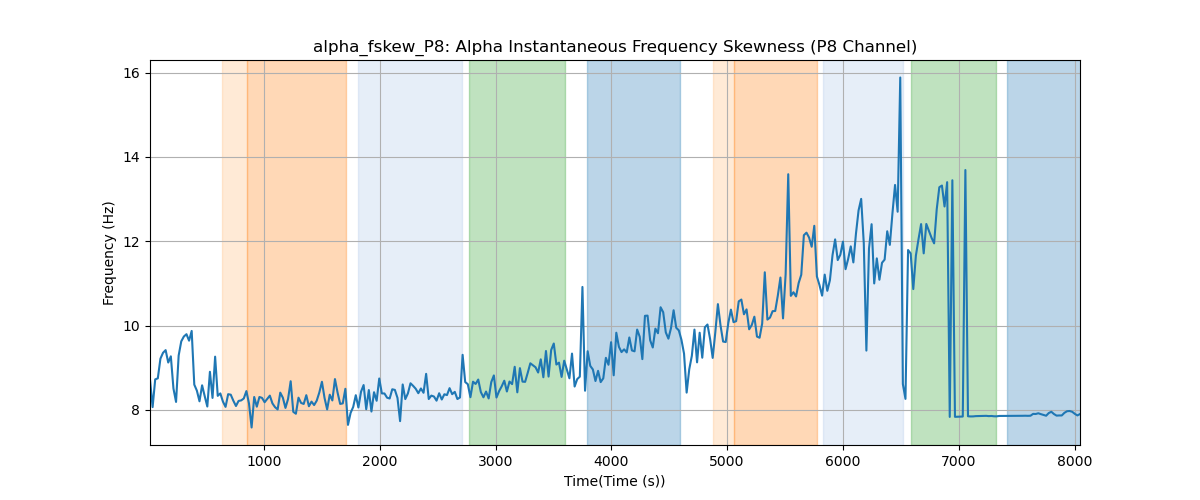 alpha_fskew_P8: Alpha Instantaneous Frequency Skewness (P8 Channel)
16
14
12
10
8
Frequency (Hz)
1000 2000 3000 4000 5000 6000 7000 8000
Time(Time (s))